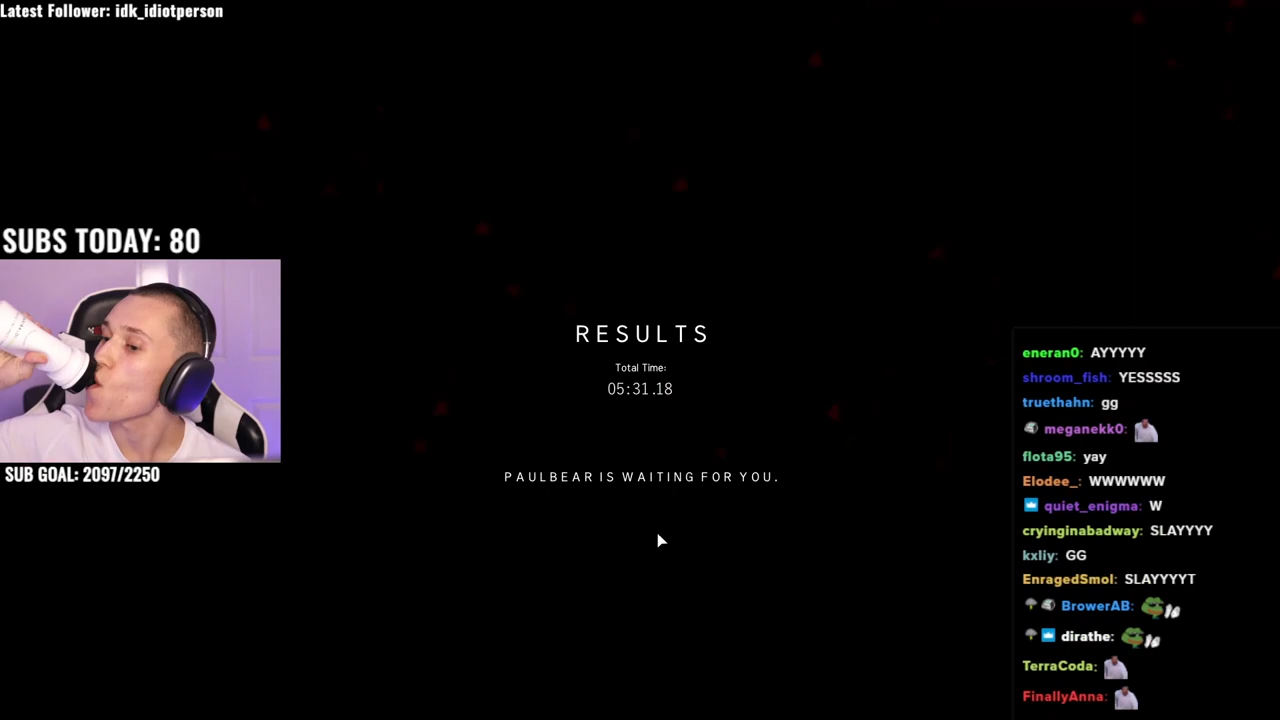 Latest Follower: idk_idiotperson
SUBS TODAY: 80
SUB GOAL: 2097/2250
RESULTS
Total Time:
05:31.18
PAULBEAR IS WAITING FOR YOU.
eneran0: AYYYYY
shroom_fish: YESSSSS
truethahn: gg
meganekk0:
flota95: yay
Elodee_: WWWWWW
quiet_enigma: W
cryinginabadway: SLAYYYY
kxliy: GG
EnragedSmol: SLAYYYYT
BrowerAB:
dirathe:
TerraCoda:
FinallyAnna: